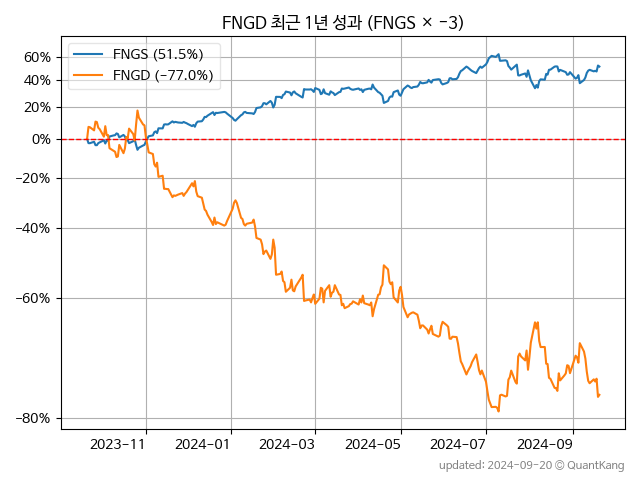 FNGD 최근 1년 성과 (FNGS × -3)
FNGS (51.5%)
FNGD (-77.0%)
60%
40%
20%
0%
-20%
-40%
-60%
-80%
2023-11 2024-01 2024-03 2024-05 2024-07 2024-09
updated: 2024-09-20 © QuantKang